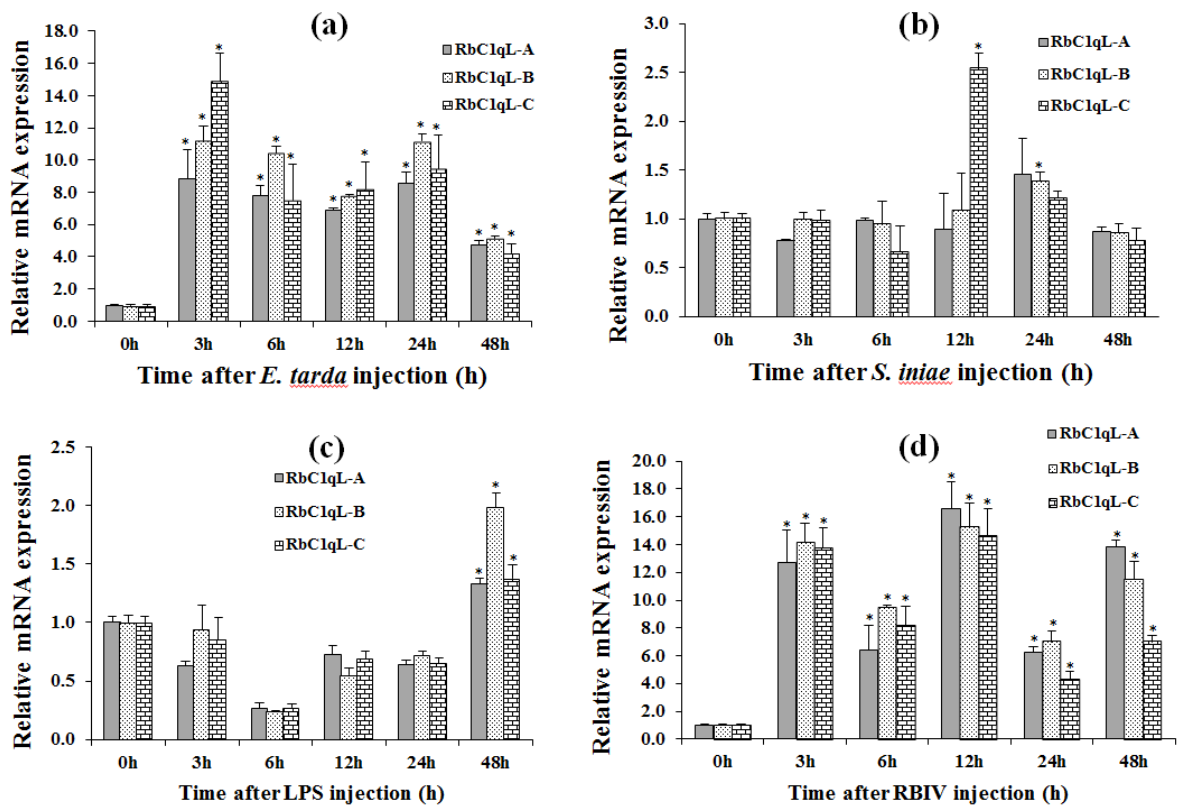 (a)
18.0
16.0
14.0
12.0
10.0
8.0
6.0
4.0
2.0
0.0
Relative mRNA expression
RbC1qL-A
RbC1qL-B
RbC1qL-C
* * * * * * * * * * * * * * *
0h 3h 6h 12h 24h 48h
Time after E. tarda injection (h)
(b)
3.0
2.5
2.0
1.5
1.0
0.5
0.0
Relative mRNA expression
RbC1qL-A
RbC1qL-B
RbC1qL-C
* *
0h 3h 6h 12h 24h 48h
Time after S. iniae injection (h)
(c)
2.5
2.0
1.5
1.0
0.5
0.0
Relative mRNA expression
RbC1qL-A
RbC1qL-B
RbC1qL-C
* * *
0h 3h 6h 12h 24h 48h
Time after LPS injection (h)
(d)
20.0
18.0
16.0
14.0
12.0
10.0
8.0
6.0
4.0
2.0
0.0
Relative mRNA expression
RbC1qL-A
RbC1qL-B
RbC1qL-C
* * * * * * * * * * * * * * *
0h 3h 6h 12h 24h 48h
Time after RBIV injection (h)